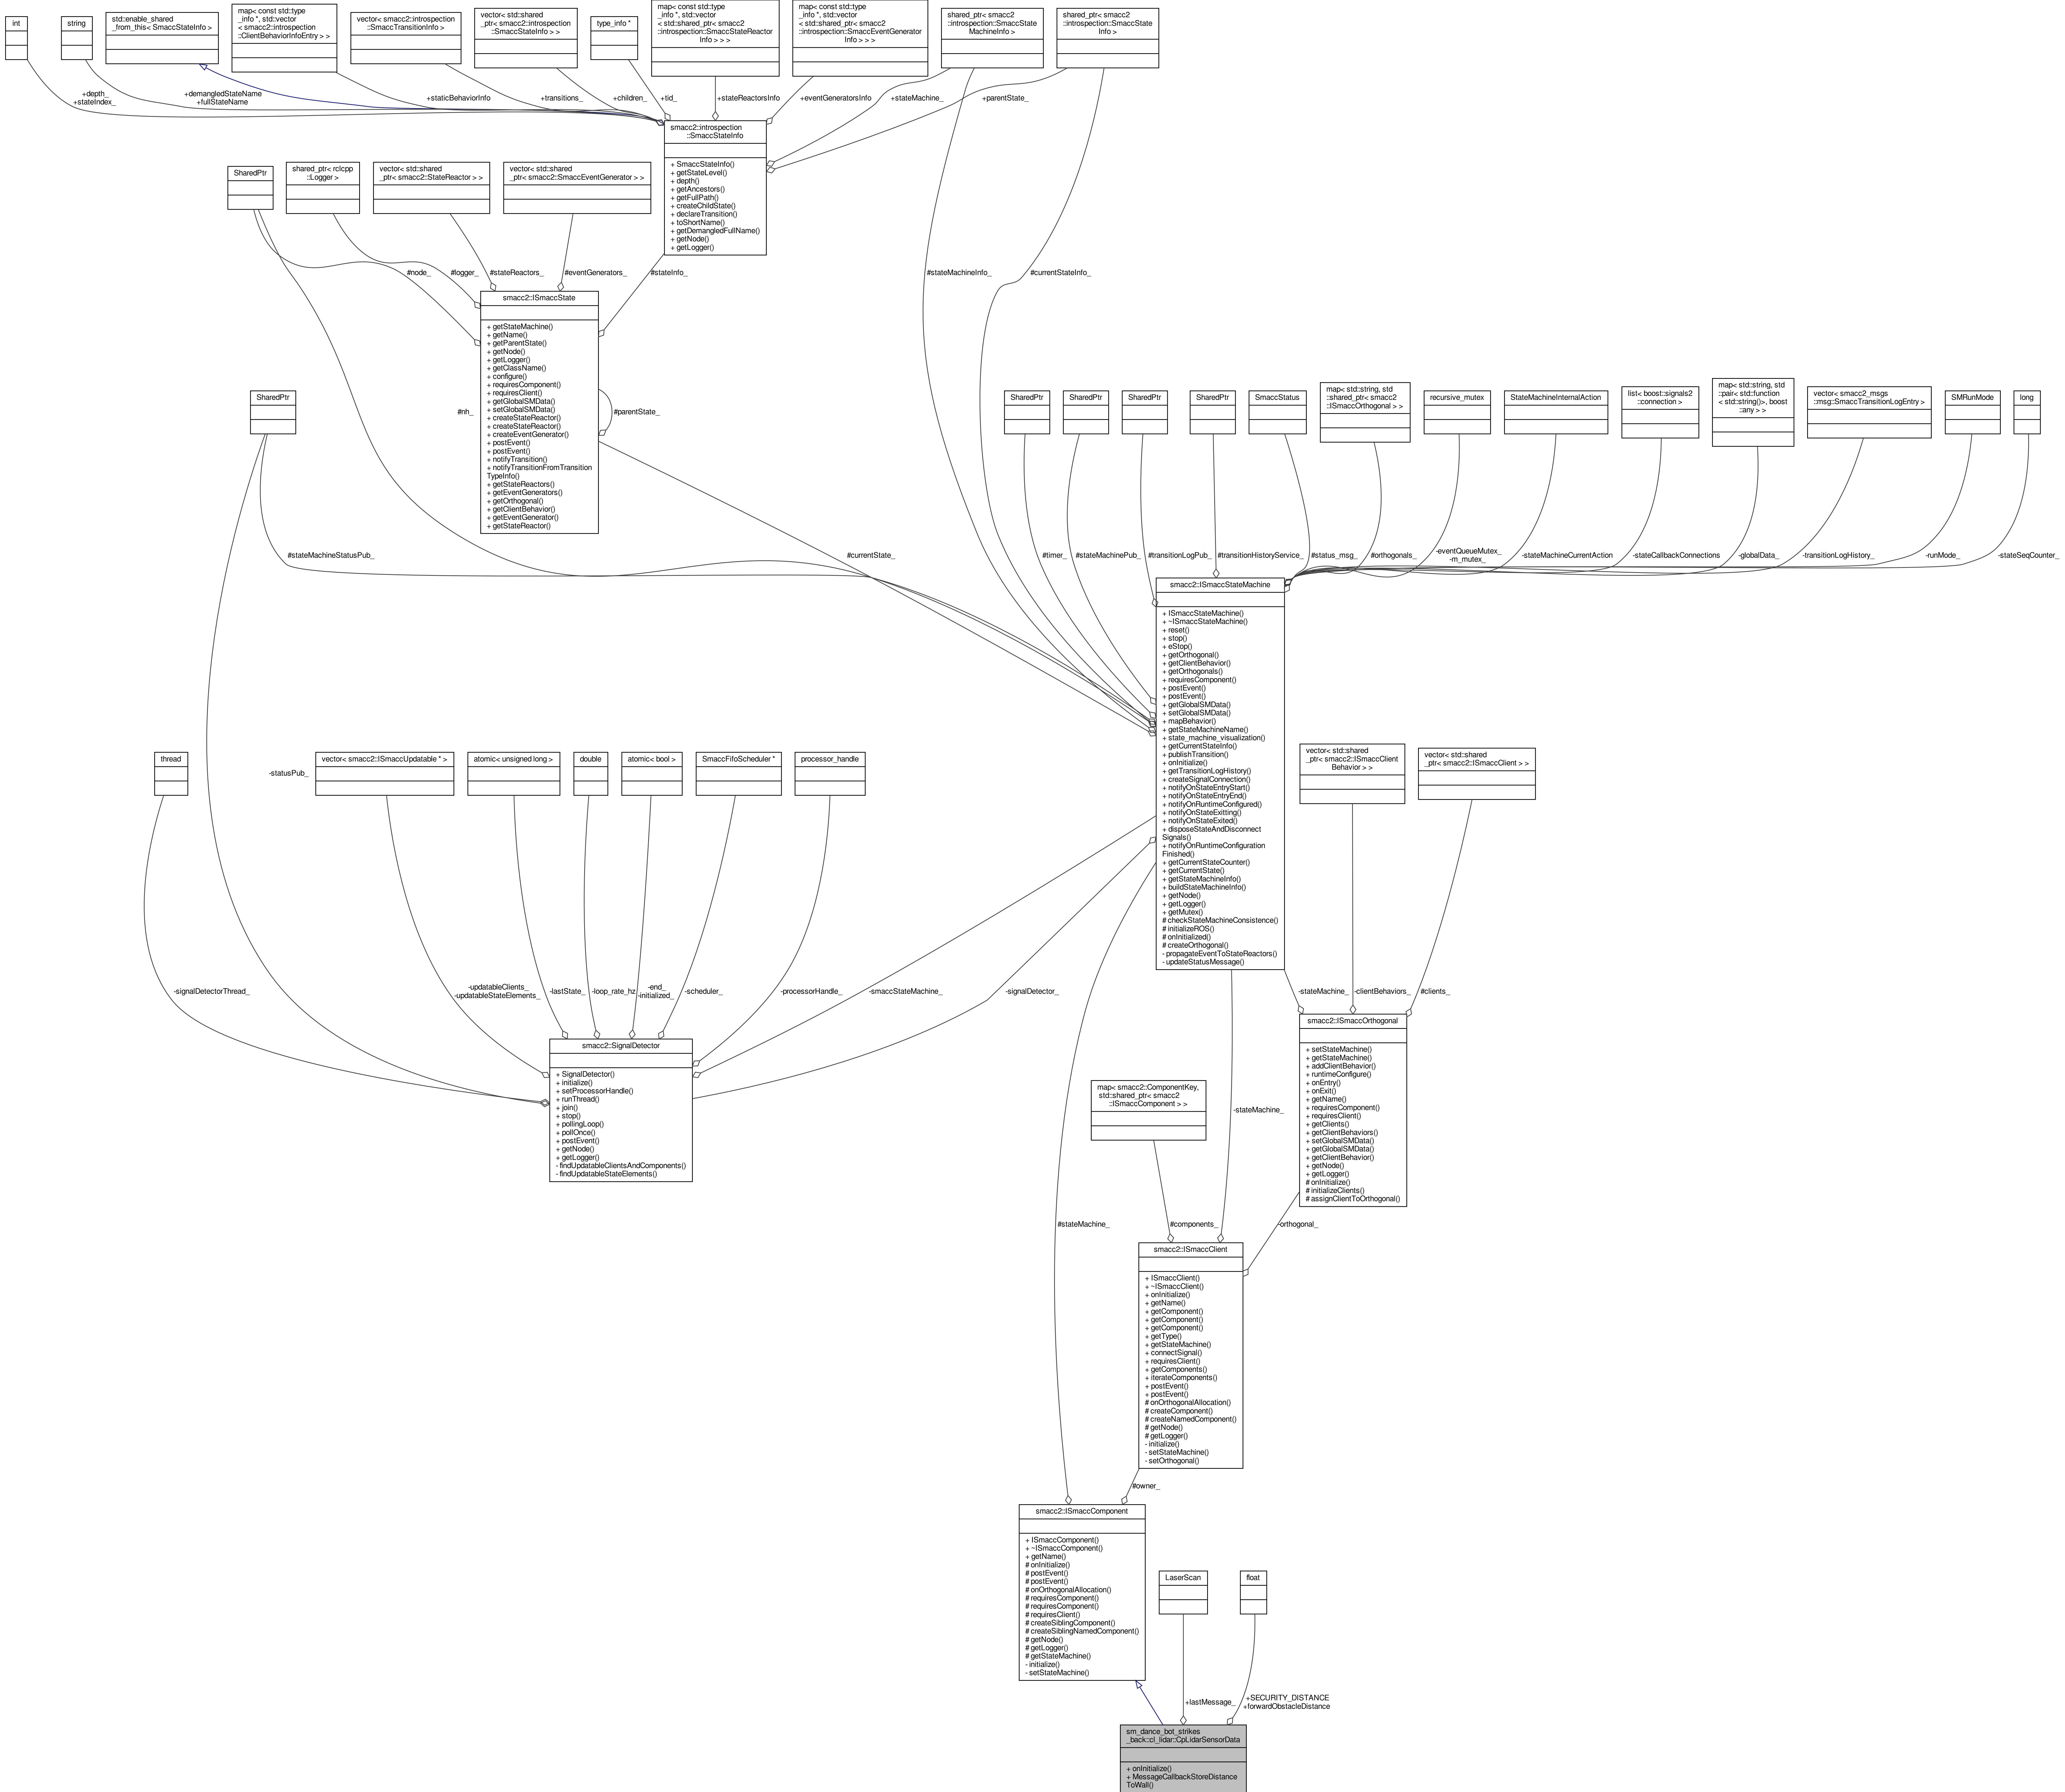 int
string
std::enable_shared
_from_this< SmaccStateInfo >
map< const std::type
_info *, std::vector
< smacc2::introspection
::ClientBehaviorInfoEntry > >
vector< smacc2::introspection
::SmaccTransitionInfo >
vector< std::shared
_ptr< smacc2::introspection
::SmaccStateInfo > >
type_info *
map< const std::type
_info *, std::vector
< std::shared_ptr< smacc2
::introspection::SmaccStateReactor
Info > > >
map< const std::type
_info *, std::vector
< std::shared_ptr< smacc2
::introspection::SmaccEventGenerator
Info > > >
shared_ptr< smacc2
::introspection::SmaccState
MachineInfo >
shared_ptr< smacc2
::introspection::SmaccState
Info >
+depth_
+stateIndex_
+demangledStateName
+fullStateName
+staticBehaviorInfo
+transitions_
+children_
+tid_
+stateReactorsInfo
+eventGeneratorsInfo
+stateMachine_
+parentState_
smacc2::introspection
::SmaccStateInfo
+ SmaccStateInfo()
+ getStateLevel()
+ depth()
+ getAncestors()
+ getFullPath()
+ createChildState()
+ declareTransition()
+ toShortName()
+ getDemangledFullName()
+ getNode()
+ getLogger()
SharedPtr
shared_ptr< rclcpp
::Logger >
vector< std::shared
_ptr< smacc2::StateReactor > >
vector< std::shared
_ptr< smacc2::SmaccEventGenerator > >
#node_
#logger_
#stateReactors_
#eventGenerators_
#stateInfo_
#stateMachineInfo_
#currentStateInfo_
smacc2::ISmaccState
+ getStateMachine()
+ getName()
+ getParentState()
+ getNode()
+ getLogger()
+ getClassName()
+ configure()
+ requiresComponent()
+ requiresClient()
+ getGlobalSMData()
+ setGlobalSMData()
+ createStateReactor()
+ createStateReactor()
+ createEventGenerator()
+ postEvent()
+ postEvent()
+ notifyTransition()
+ notifyTransitionFromTransition
TypeInfo()
+ getStateReactors()
+ getEventGenerators()
+ getOrthogonal()
+ getClientBehavior()
+ getEventGenerator()
+ getStateReactor()
#nh_
#parentState_
SharedPtr
SharedPtr
SharedPtr
SharedPtr
SharedPtr
SmaccStatus
map< std::string, std
::shared_ptr< smacc2
::ISmaccOrthogonal > >
recursive_mutex
StateMachineInternalAction
list< boost::signals2
::connection >
map< std::string, std
::pair< std::function
< std::string()>, boost
::any > >
vector< smacc2_msgs
::msg::SmaccTransitionLogEntry >
SMRunMode
long
#stateMachineStatusPub_
#currentState_
#timer_
#stateMachinePub_
#transitionLogPub_
#transitionHistoryService_
#status_msg_
#orthogonals_
-eventQueueMutex_
-m_mutex_
-stateMachineCurrentAction
-stateCallbackConnections
-globalData_
-transitionLogHistory_
-runMode_
-stateSeqCounter_
smacc2::ISmaccStateMachine
+ ISmaccStateMachine()
+ ~ISmaccStateMachine()
+ reset()
+ stop()
+ eStop()
+ getOrthogonal()
+ getClientBehavior()
+ getOrthogonals()
+ requiresComponent()
+ postEvent()
+ postEvent()
+ getGlobalSMData()
+ setGlobalSMData()
+ mapBehavior()
+ getStateMachineName()
+ state_machine_visualization()
+ getCurrentStateInfo()
+ publishTransition()
+ onInitialize()
+ getTransitionLogHistory()
+ createSignalConnection()
+ notifyOnStateEntryStart()
+ notifyOnStateEntryEnd()
+ notifyOnRuntimeConfigured()
+ notifyOnStateExitting()
+ notifyOnStateExited()
+ disposeStateAndDisconnect
Signals()
+ notifyOnRuntimeConfiguration
Finished()
+ getCurrentStateCounter()
+ getCurrentState()
+ getStateMachineInfo()
+ buildStateMachineInfo()
+ getNode()
+ getLogger()
+ getMutex()
# checkStateMachineConsistence()
# initializeROS()
# onInitialized()
# createOrthogonal()
- propagateEventToStateReactors()
- updateStatusMessage()
thread
-statusPub_
vector< smacc2::ISmaccUpdatable * >
atomic< unsigned long >
double
atomic< bool >
SmaccFifoScheduler *
processor_handle
vector< std::shared
_ptr< smacc2::ISmaccClient
Behavior > >
vector< std::shared
_ptr< smacc2::ISmaccClient > >
-signalDetectorThread_
-updatableClients_
-updatableStateElements_
-lastState_
-loop_rate_hz
-end_
-initialized_
-scheduler_
-processorHandle_
-smaccStateMachine_
-signalDetector_
-stateMachine_
-clientBehaviors_
#clients_
smacc2::SignalDetector
+ SignalDetector()
+ initialize()
+ setProcessorHandle()
+ runThread()
+ join()
+ stop()
+ pollingLoop()
+ pollOnce()
+ postEvent()
+ getNode()
+ getLogger()
- findUpdatableClientsAndComponents()
- findUpdatableStateElements()
smacc2::ISmaccOrthogonal
+ setStateMachine()
+ getStateMachine()
+ addClientBehavior()
+ runtimeConfigure()
+ onEntry()
+ onExit()
+ getName()
+ requiresComponent()
+ requiresClient()
+ getClients()
+ getClientBehaviors()
+ setGlobalSMData()
+ getGlobalSMData()
+ getClientBehavior()
+ getNode()
+ getLogger()
# onInitialize()
# initializeClients()
# assignClientToOrthogonal()
map< smacc2::ComponentKey,
std::shared_ptr< smacc2
::ISmaccComponent > >
-stateMachine_
#stateMachine_
#components_
-orthogonal_
smacc2::ISmaccClient
+ ISmaccClient()
+ ~ISmaccClient()
+ onInitialize()
+ getName()
+ getComponent()
+ getComponent()
+ getComponent()
+ getType()
+ getStateMachine()
+ connectSignal()
+ requiresClient()
+ getComponents()
+ iterateComponents()
+ postEvent()
+ postEvent()
# onOrthogonalAllocation()
# createComponent()
# createNamedComponent()
# getNode()
# getLogger()
- initialize()
- setStateMachine()
- setOrthogonal()
#owner_
smacc2::ISmaccComponent
+ ISmaccComponent()
+ ~ISmaccComponent()
+ getName()
# onInitialize()
# postEvent()
# postEvent()
# onOrthogonalAllocation()
# requiresComponent()
# requiresComponent()
# requiresClient()
# createSiblingComponent()
# createSiblingNamedComponent()
# getNode()
# getLogger()
# getStateMachine()
- initialize()
- setStateMachine()
LaserScan
float
+lastMessage_
+SECURITY_DISTANCE
+forwardObstacleDistance
sm_dance_bot_strikes
_back::cl_lidar::CpLidarSensorData
+ onInitialize()
+ MessageCallbackStoreDistance
ToWall()